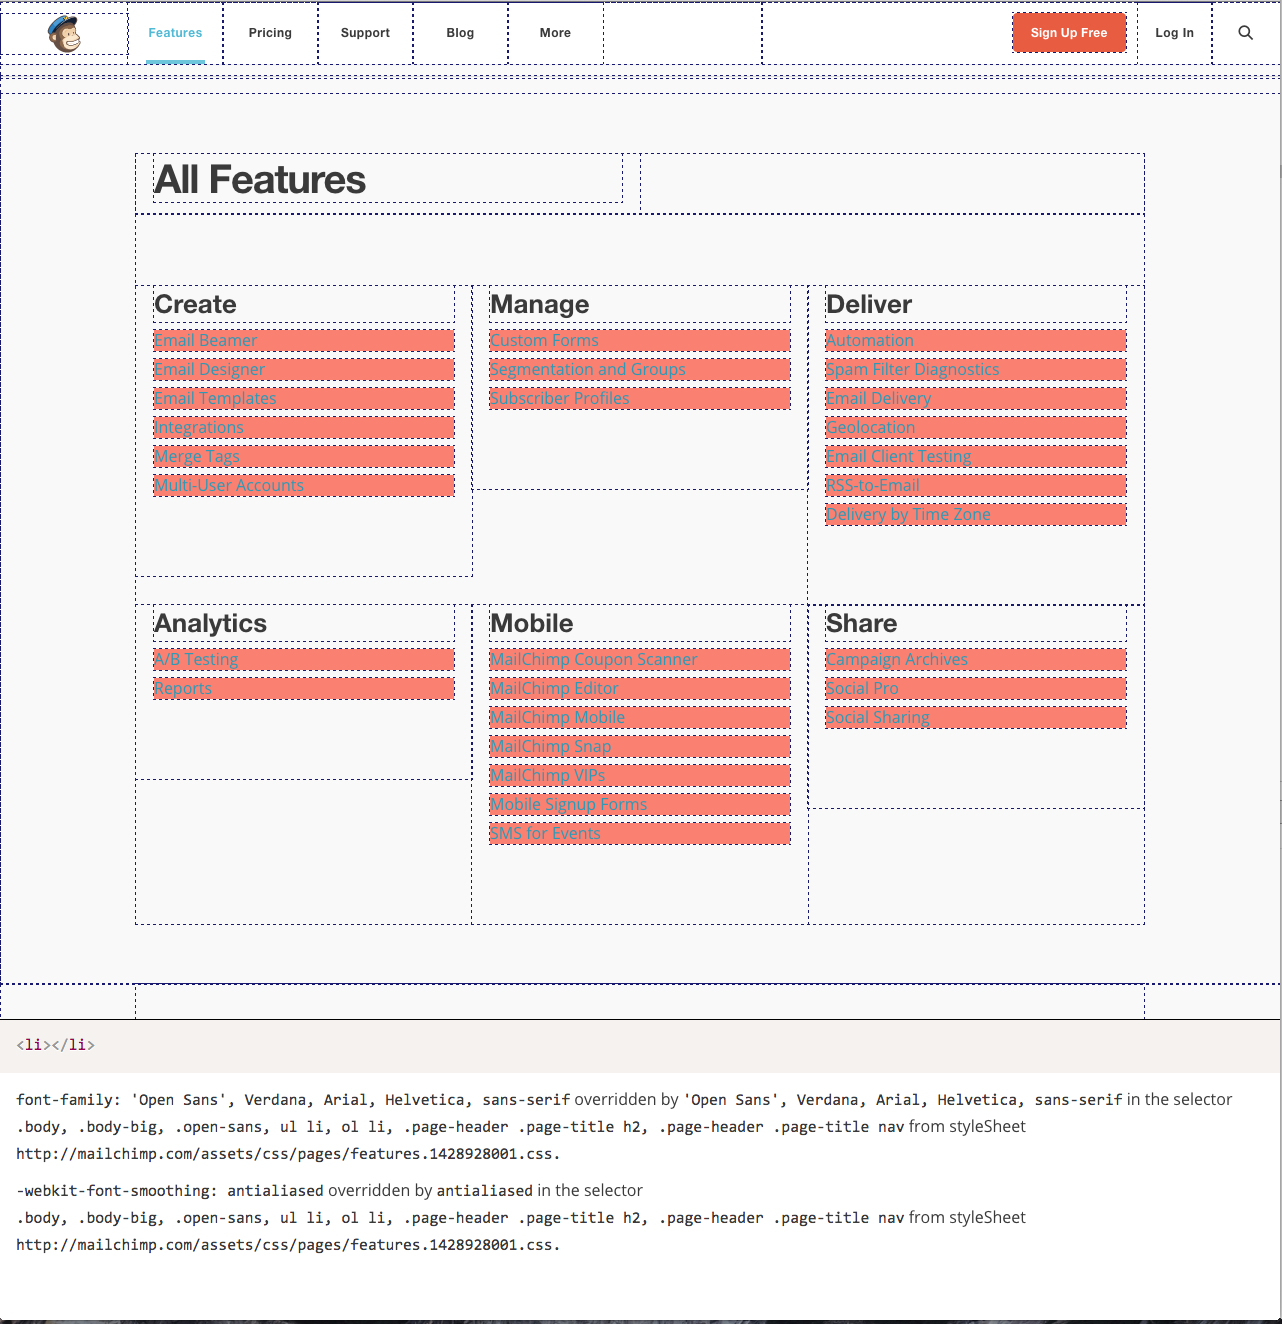 Features
Pricing
Support
Blog
More
Sign Up Free
Log In
All Features
Create
Email Beamer
Email Designer
Email Templates
Integrations
Merge Tags
Multi-User Accounts
Manage
Custom Forms
Segmentation and Groups
Subscriber Profiles
Deliver
Automation
Spam Filter Diagnostics
Email Delivery
Geolocation
Email Client Testing
RSS-to-Email
Delivery by Time Zone
Analytics
A/B Testing
Reports
Mobile
MailChimp Coupon Scanner
MailChimp Editor
MailChimp Mobile
MailChimp Snap
MailChimp VIPs
Mobile Signup Forms
SMS for Events
Share
Campaign Archives
Social Pro
Social Sharing
<li></li>
font-family: 'Open Sans', Verdana, Arial, Helvetica, sans-serif overridden by 'Open Sans', Verdana, Arial, Helvetica, sans-serif in the selector
.body, .body-big, .open-sans, ul li, ol li, .page-header .page-title h2, .page-header .page-title nav from styleSheet
http://mailchimp.com/assets/css/pages/features.1428928001.css.
-webkit-font-smoothing: antialiased overridden by antialiased in the selector
.body, .body-big, .open-sans, ul li, ol li, .page-header .page-title h2, .page-header .page-title nav from styleSheet
http://mailchimp.com/assets/css/pages/features.1428928001.css.